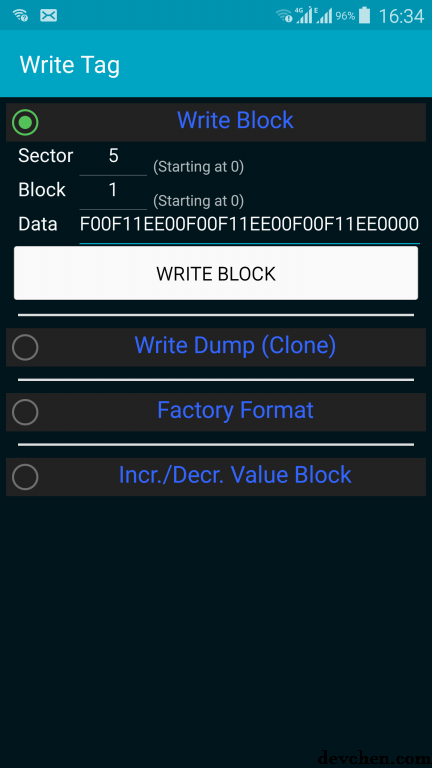 4G E 96% 16:34
Write Tag
Write Block
Sector 5 (Starting at 0)
Block 1 (Starting at 0)
Data F00F11EE00F00F11EE00F00F11EE0000
WRITE BLOCK
Write Dump (Clone)
Factory Format
Incr./Decr. Value Block
devchen.com